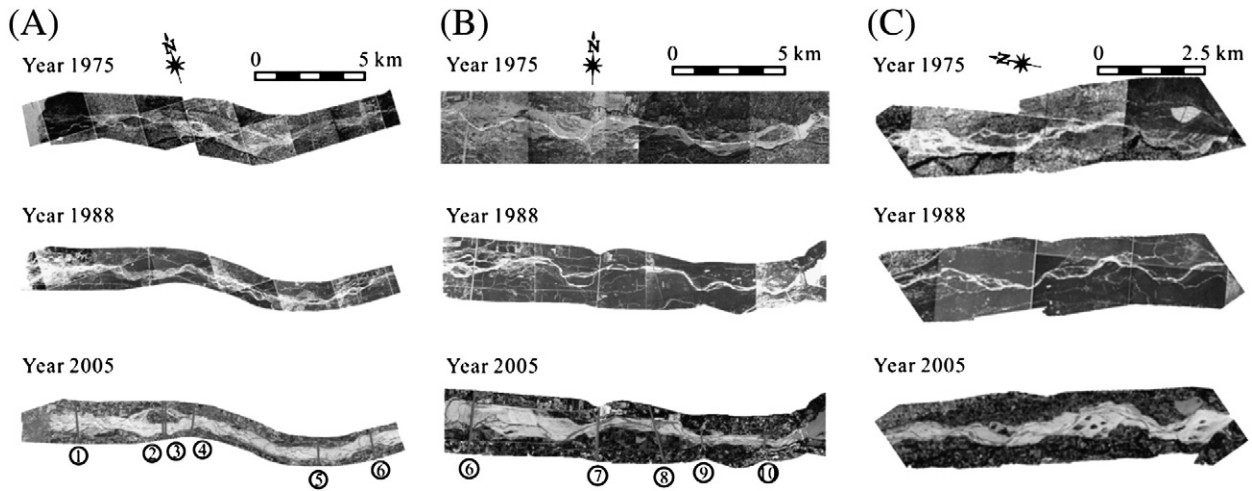 (A)
N
0 5 km
Year 1975
Year 1988
Year 2005
① ② ③ ④ ⑤ ⑥
(B)
N
0 5 km
Year 1975
Year 1988
Year 2005
⑥ ⑦ ⑧ ⑨ ⑩
(C)
N
0 2.5 km
Year 1975
Year 1988
Year 2005